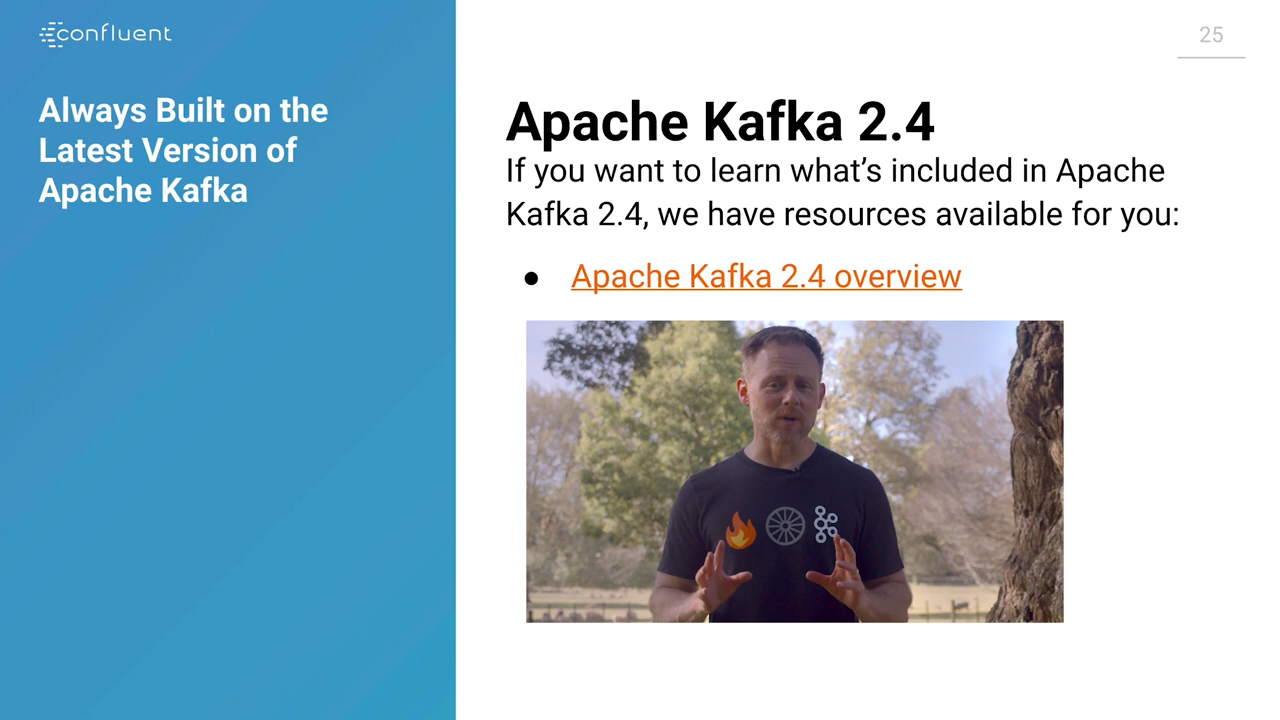 confluent
25
Always Built on the
Latest Version of
Apache Kafka
Apache Kafka 2.4
If you want to learn what’s included in Apache
Kafka 2.4, we have resources available for you:
● Apache Kafka 2.4 overview